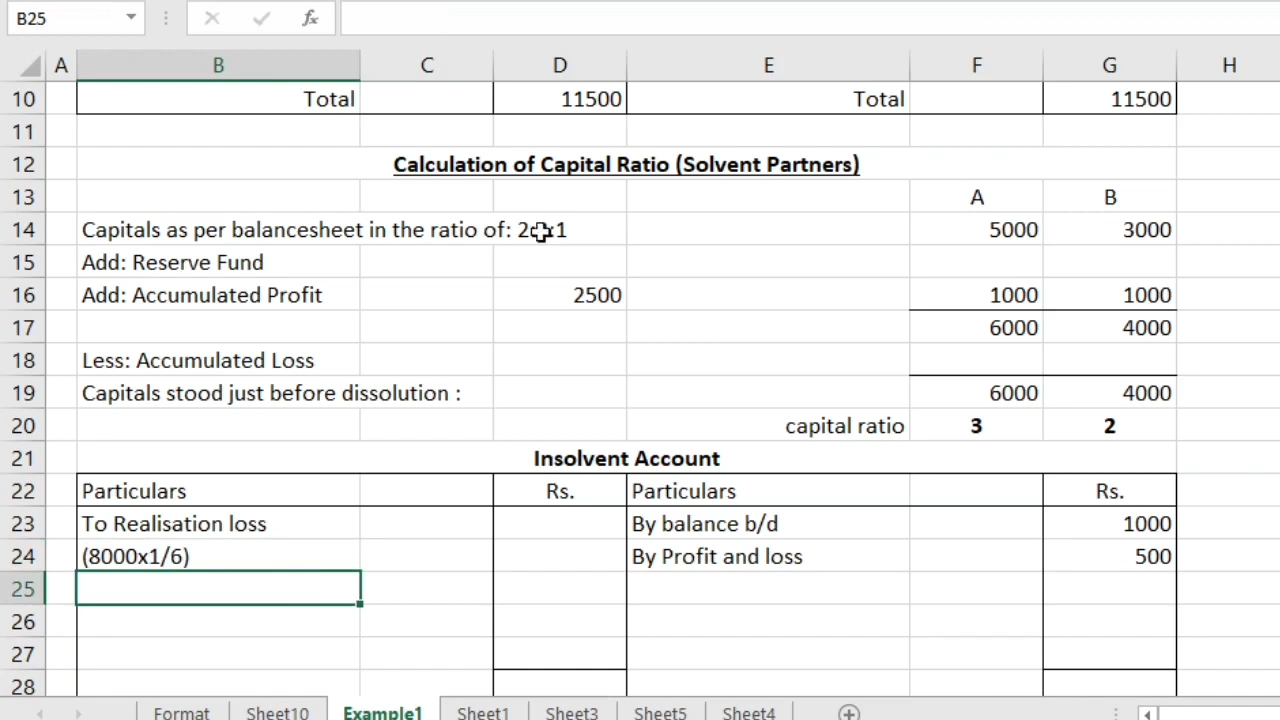 B25 fx
A B C D E F G H
10 Total 11500 Total 11500
11
12 Calculation of Capital Ratio (Solvent Partners)
13 A B
14 Capitals as per balancesheet in the ratio of: 5000 3000
15 Add: Reserve Fund
16 Add: Accumulated Profit 2500 1000 1000
17 6000 4000
18 Less: Accumulated Loss
19 Capitals stood just before dissolution : 6000 4000
20 capital ratio 3 2
21 Insolvent Account
22 Particulars Rs. Particulars Rs.
23 To Realisation loss By balance b/d 1000
24 (8000x1/6) By Profit and loss 500
25
26
27
28
Format Sheet10 Example1 Sheet1 Sheet3 Sheet5 Sheet4